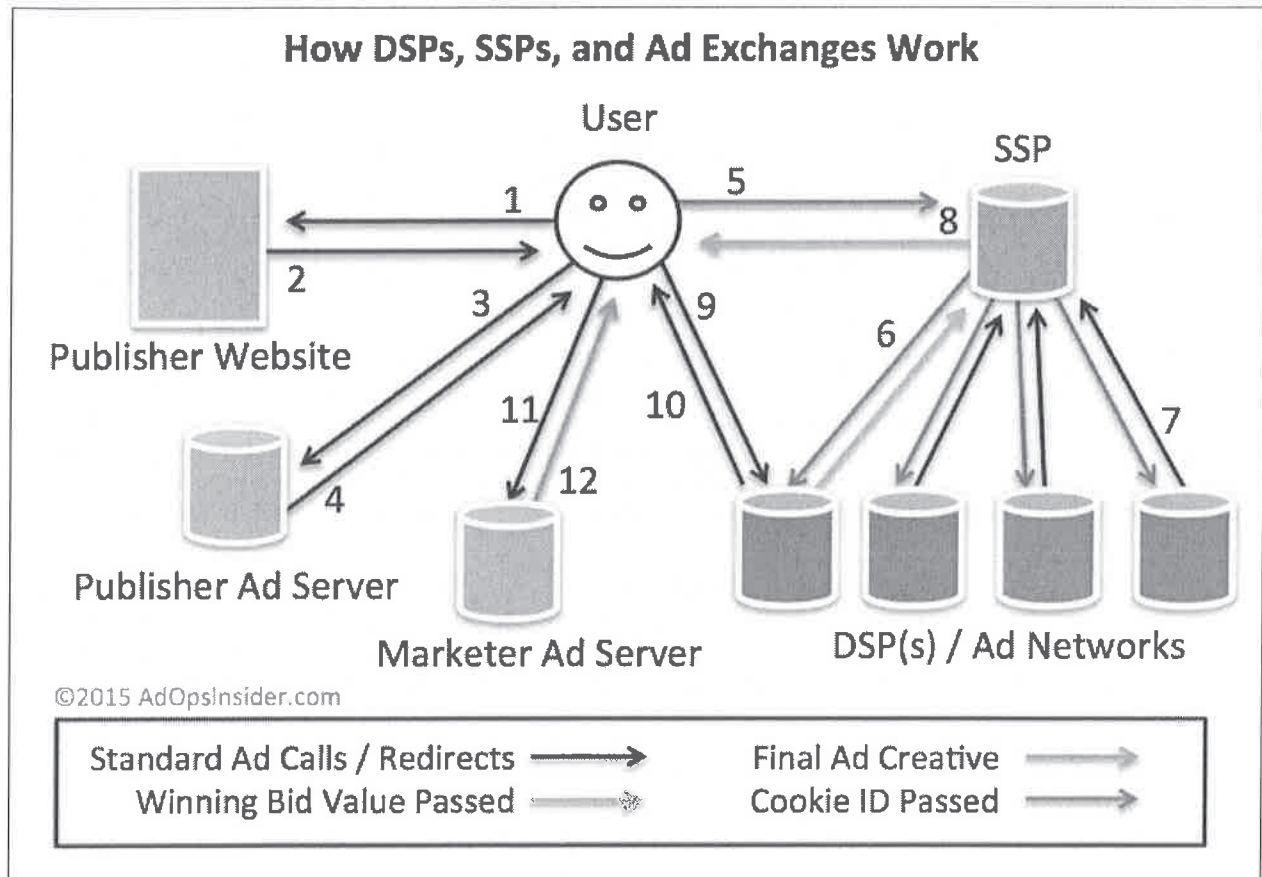 How DSPs, SSPs, and Ad Exchanges Work
User
SSP
1
5
8
2
3
9
6
Publisher Website
11
10
7
4
12
Publisher Ad Server
Marketer Ad Server
DSP(s) / Ad Networks
©2015 AdOpsInsider.com
Standard Ad Calls / Redirects
Final Ad Creative
Winning Bid Value Passed
Cookie ID Passed